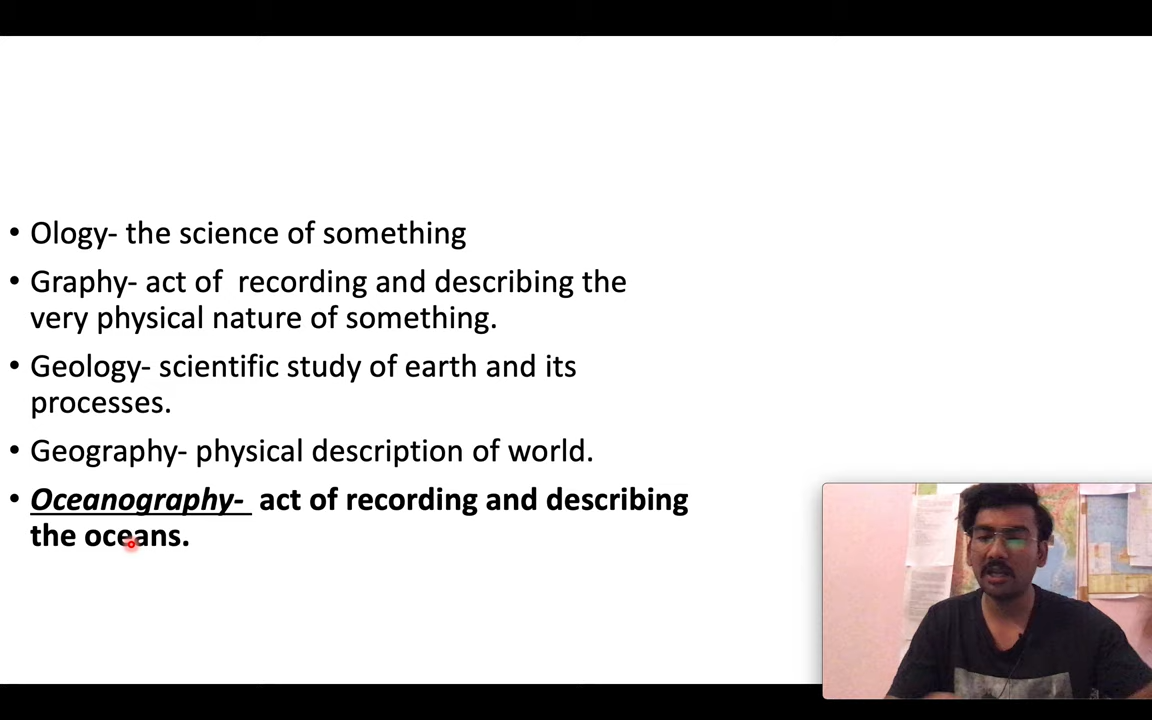 • Ology- the science of something
• Graphy- act of  recording and describing the
very physical nature of something.
• Geology- scientific study of earth and its
processes.
• Geography- physical description of world.
• Oceanography-  act of recording and describing
the oceans.